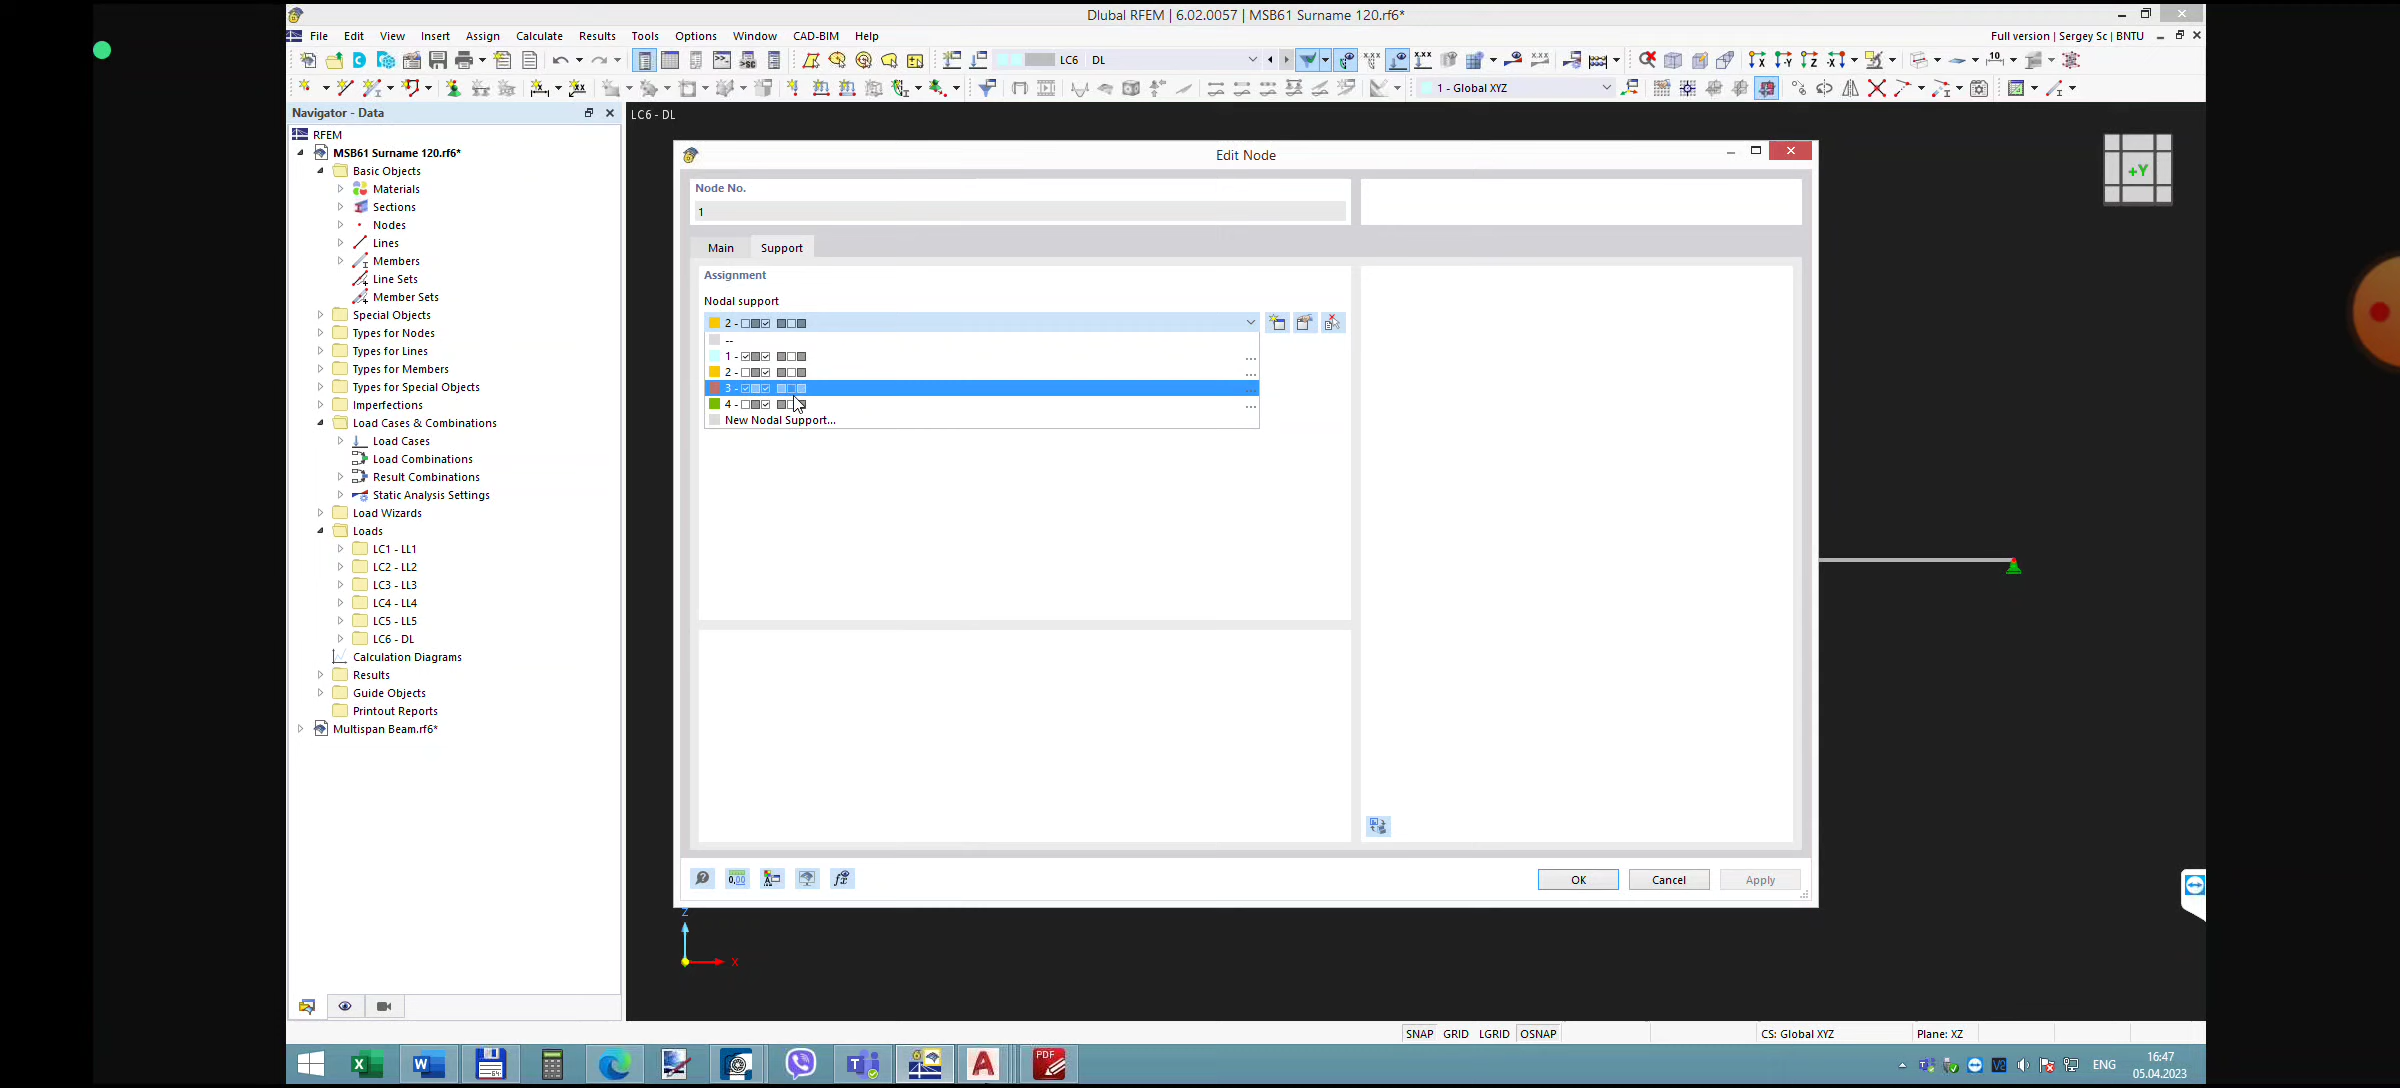 Dlubal RFEM | 6.02.0057 | MSB61 Surname 120.rf6*
File Edit View Insert Assign Calculate Results Tools Options Window CAD-BIM Help
Full version | Sergey Sc | BNTU
LC6 DL
1 - Global XYZ
Navigator - Data
LC6 - DL
RFEM
MSB61 Surname 120.rf6*
Basic Objects
Materials
Sections
Nodes
Lines
Members
Line Sets
Member Sets
Special Objects
Types for Nodes
Types for Lines
Types for Members
Types for Special Objects
Imperfections
Load Cases & Combinations
Load Cases
Load Combinations
Result Combinations
Static Analysis Settings
Load Wizards
Loads
LC1 - LL1
LC2 - LL2
LC3 - LL3
LC4 - LL4
LC5 - LL5
LC6 - DL
Calculation Diagrams
Results
Guide Objects
Printout Reports
Multispan Beam.rf6*
Edit Node
Node No.
1
Main Support
Assignment
Nodal support
2 -
--
1 - ...
2 - ...
3 - ...
4 - ...
New Nodal Support...
OK Cancel Apply
+Y
Z
X
SNAP GRID LGRID OSNAP
CS: Global XYZ
Plane: XZ
ENG
16:47
05.04.2023